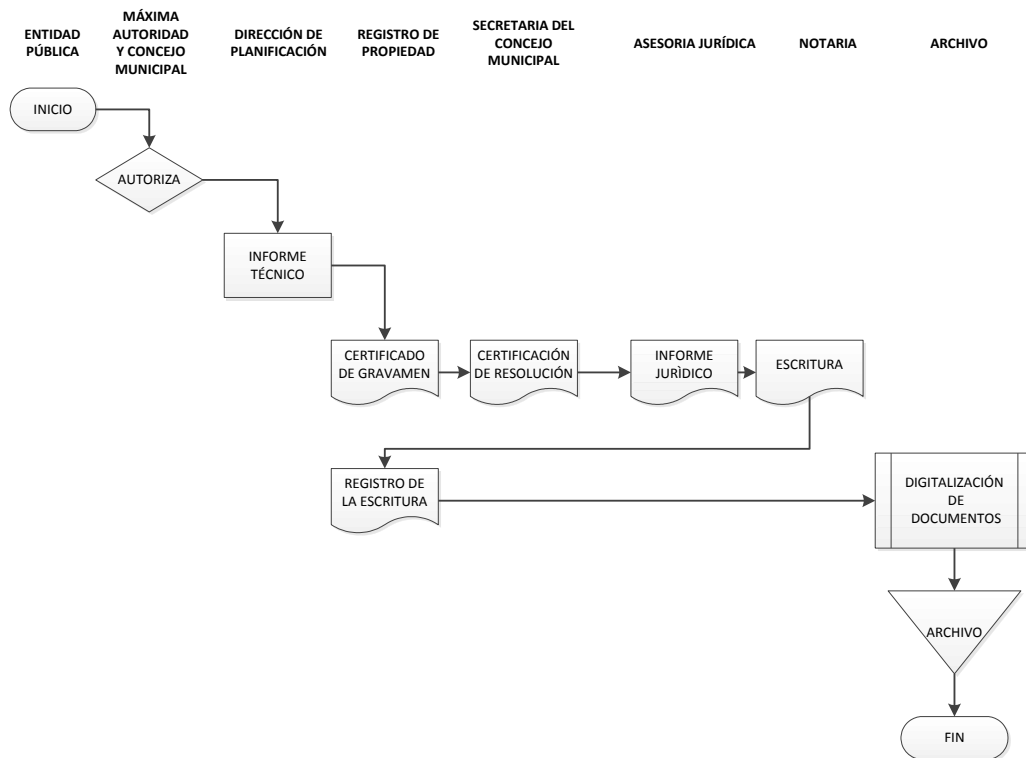 ENTIDAD
PÚBLICA
MÁXIMA
AUTORIDAD
Y CONCEJO
MUNICIPAL
DIRECCIÓN DE
PLANIFICACIÓN
REGISTRO DE
PROPIEDAD
SECRETARIA DEL
CONCEJO
MUNICIPAL
ASESORIA JURÍDICA
NOTARIA
ARCHIVO
INICIO
AUTORIZA
INFORME
TÉCNICO
CERTIFICADO
DE GRAVAMEN
CERTIFICACIÓN
DE RESOLUCIÓN
INFORME
JURÌDICO
ESCRITURA
REGISTRO DE
LA ESCRITURA
DIGITALIZACIÓN
DE
DOCUMENTOS
ARCHIVO
FIN